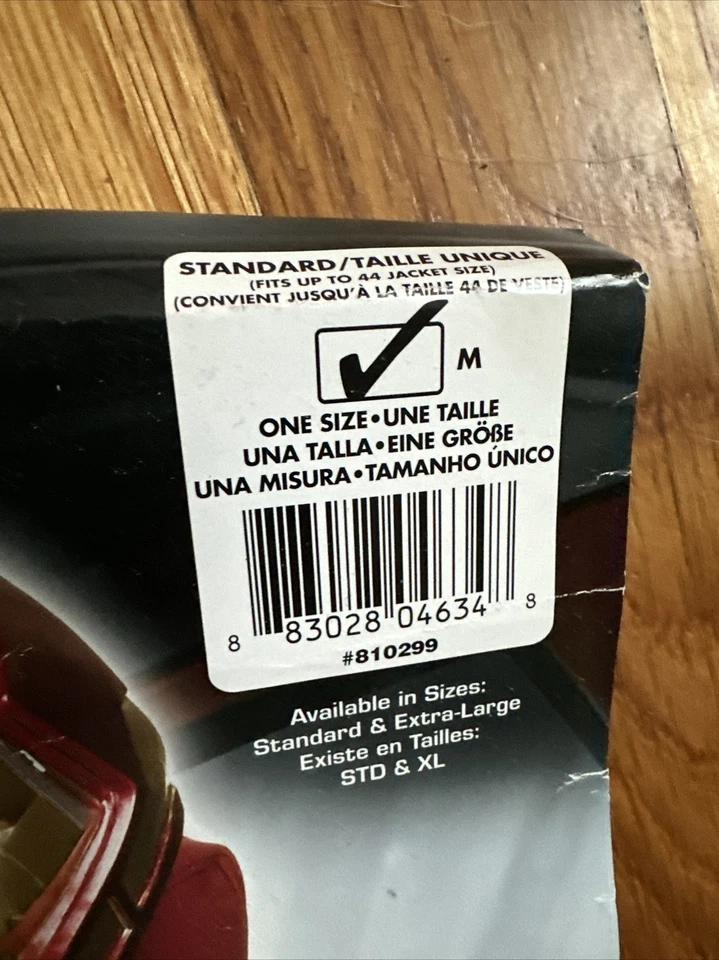 STANDARD/TAILLE UNIQUE
(FITS UP TO 44 JACKET SIZE)
(CONVIENT JUSQU'À LA TAILLE 44 DE VESTE)
M
ONE SIZE•UNE TAILLE
UNA TALLA•EINE GRÖßE
UNA MISURA•TAMANHO ÚNICO
8 83028 04634 8
#810299
Available in Sizes:
Standard & Extra-Large
Existe en Tailles:
STD & XL